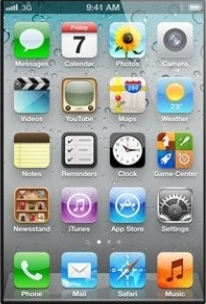 3G 9:41 AM
Friday
7
Messages Calendar Photos Camera
280
73°
Videos YouTube Maps Weather
Notes Reminders Clock Game Center
Newsstand iTunes App Store Settings
Phone Mail Safari Music